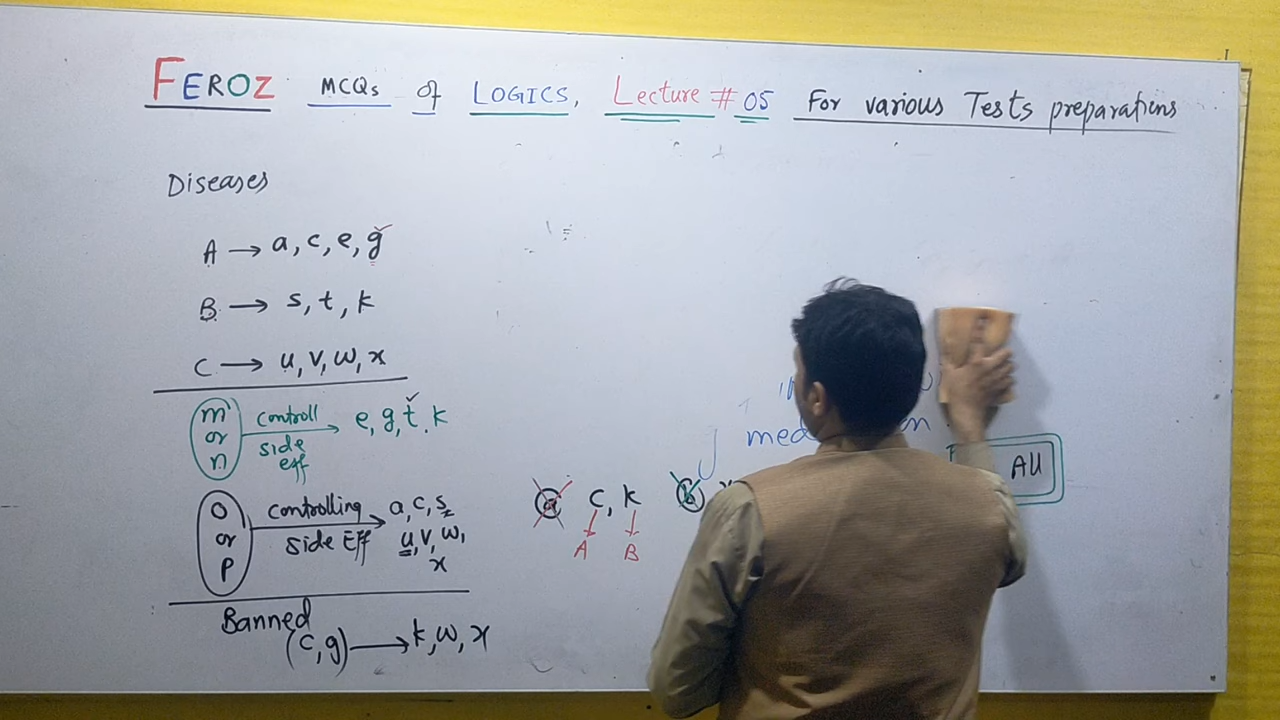 FEROZ MCQs of LOGICS, Lecture # 05 For various Tests preparations
Diseases
A → a, c, e, g
B → s, t, k
C → u, v, w, x
m or n controll side eff → e, g, t, k
O or P controlling side Eff → a, c, s, u, v, w, x
Banned
(c, g) → k, w, x
a c, k
A B
b
med
AU